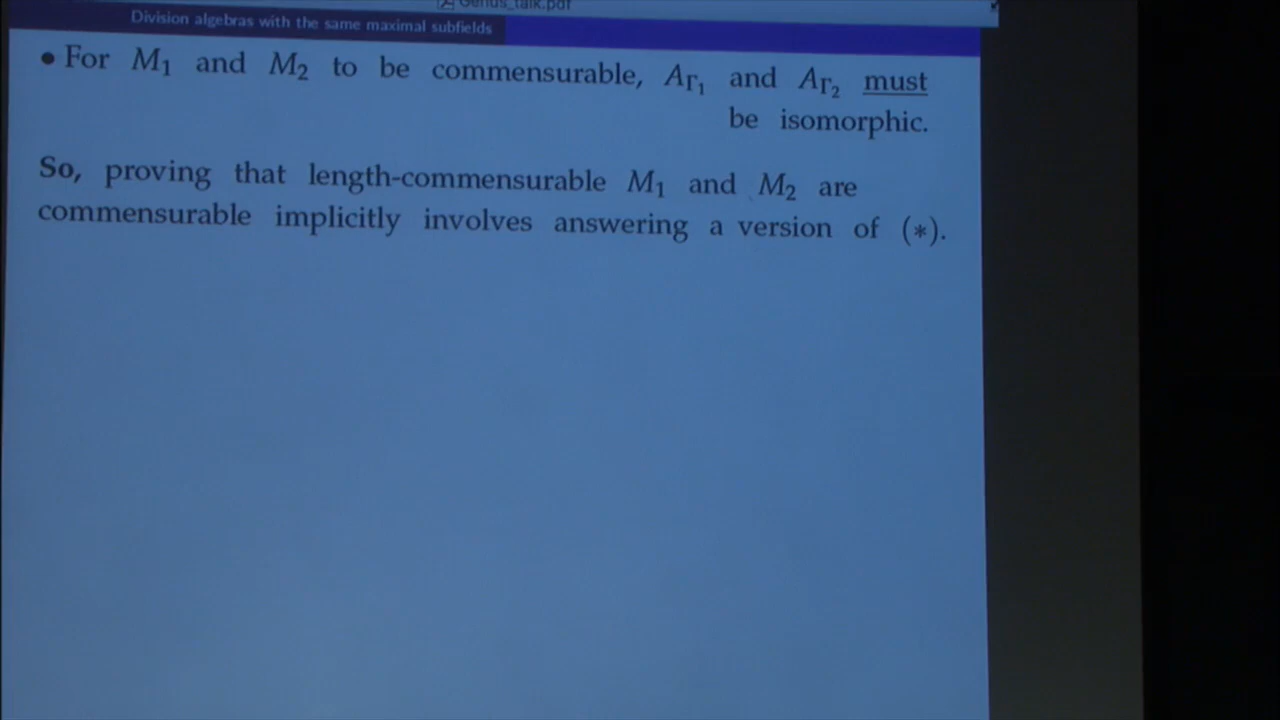 Genus_talk.pdf
Division algebras with the same maximal subfields
• For M₁ and M₂ to be commensurable, A_Γ₁ and A_Γ₂ must
be isomorphic.
So, proving that length-commensurable M₁ and M₂ are
commensurable implicitly involves answering a version of (*).